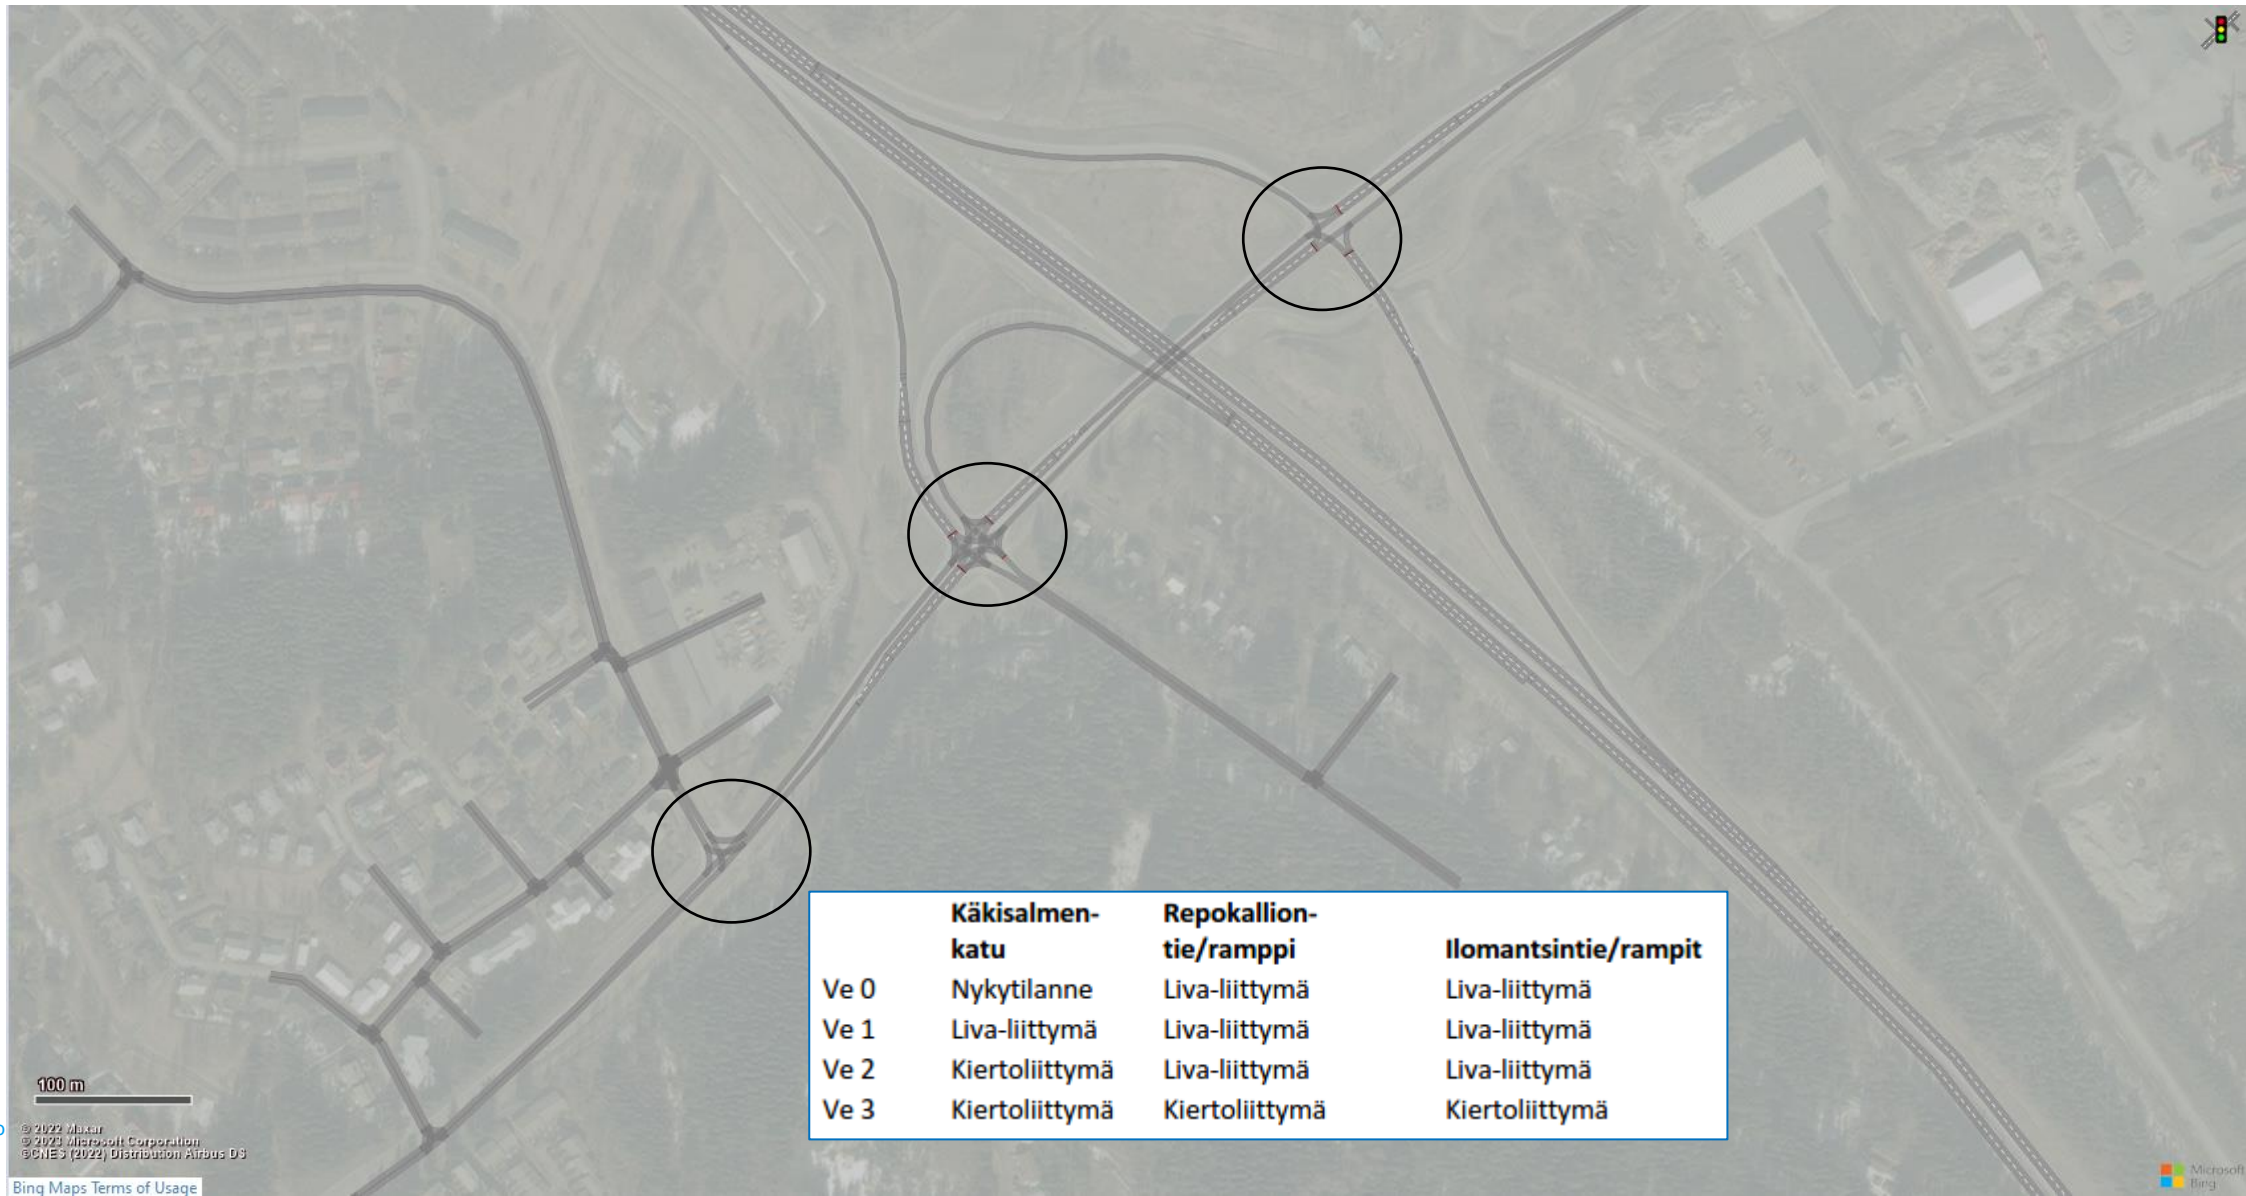 Käkisalmen-
katu
Repokallion-
tie/ramppi
Ilomantsintie/rampit
Ve 0 Nykytilanne Liva-liittymä Liva-liittymä
Ve 1 Liva-liittymä Liva-liittymä Liva-liittymä
Ve 2 Kiertoliittymä Liva-liittymä Liva-liittymä
Ve 3 Kiertoliittymä Kiertoliittymä Kiertoliittymä
100 m
© 2022 Maxar
© 2023 Microsoft Corporation
©CNES (2022) Distribution Airbus DS
Bing Maps Terms of Usage
Microsoft
Bing